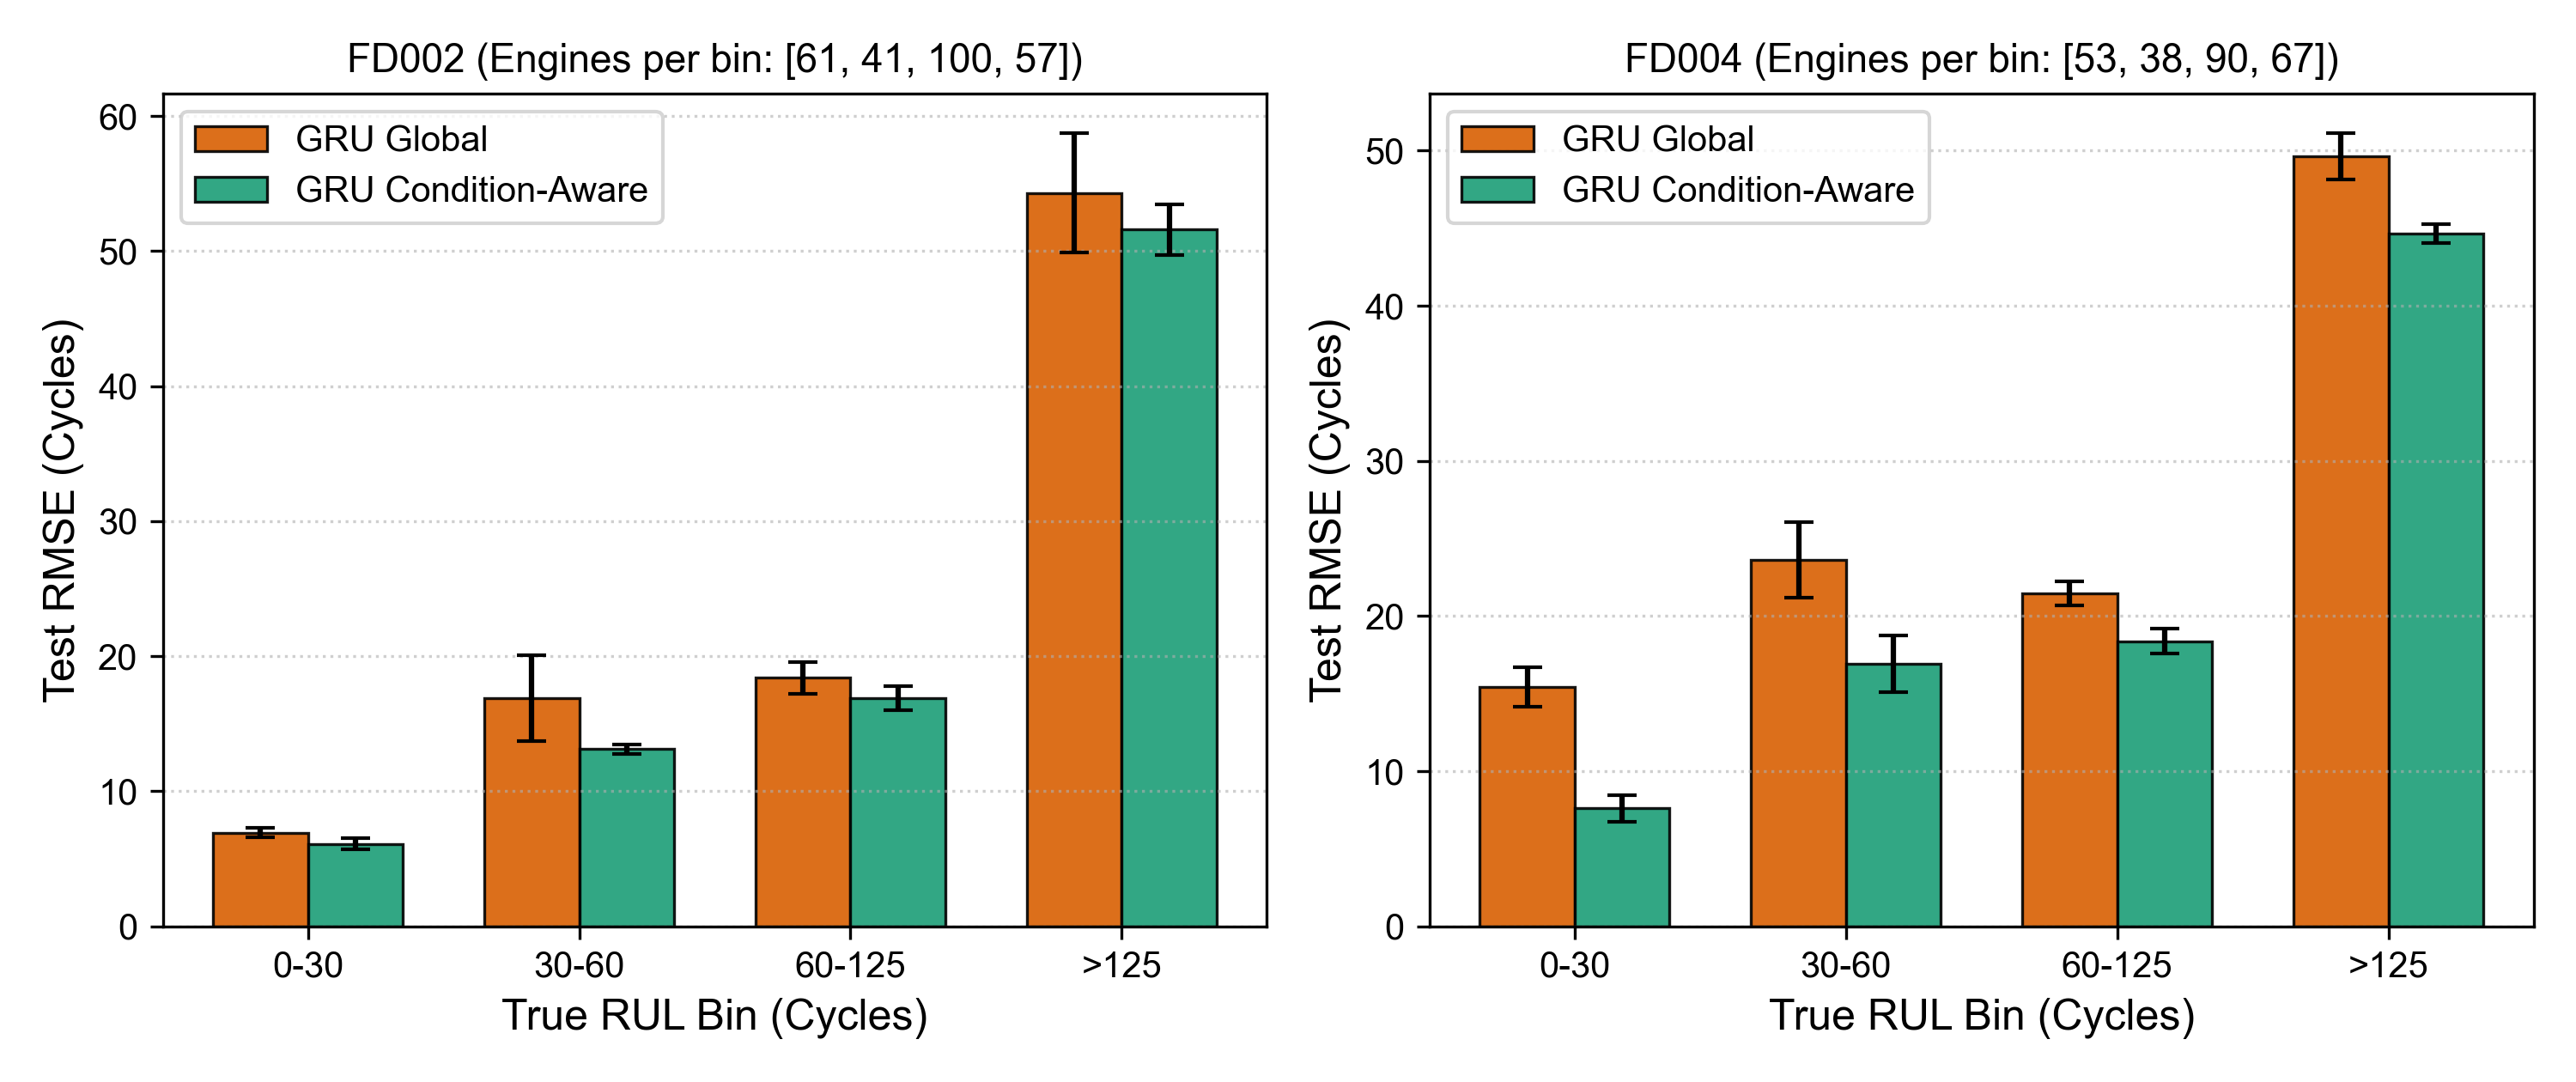 FD002 (Engines per bin: [61, 41, 100, 57])
GRU Global
GRU Condition-Aware
Test RMSE (Cycles)
60
50
40
30
20
10
0
0-30 30-60 60-125 >125
True RUL Bin (Cycles)
FD004 (Engines per bin: [53, 38, 90, 67])
GRU Global
GRU Condition-Aware
Test RMSE (Cycles)
50
40
30
20
10
0
0-30 30-60 60-125 >125
True RUL Bin (Cycles)